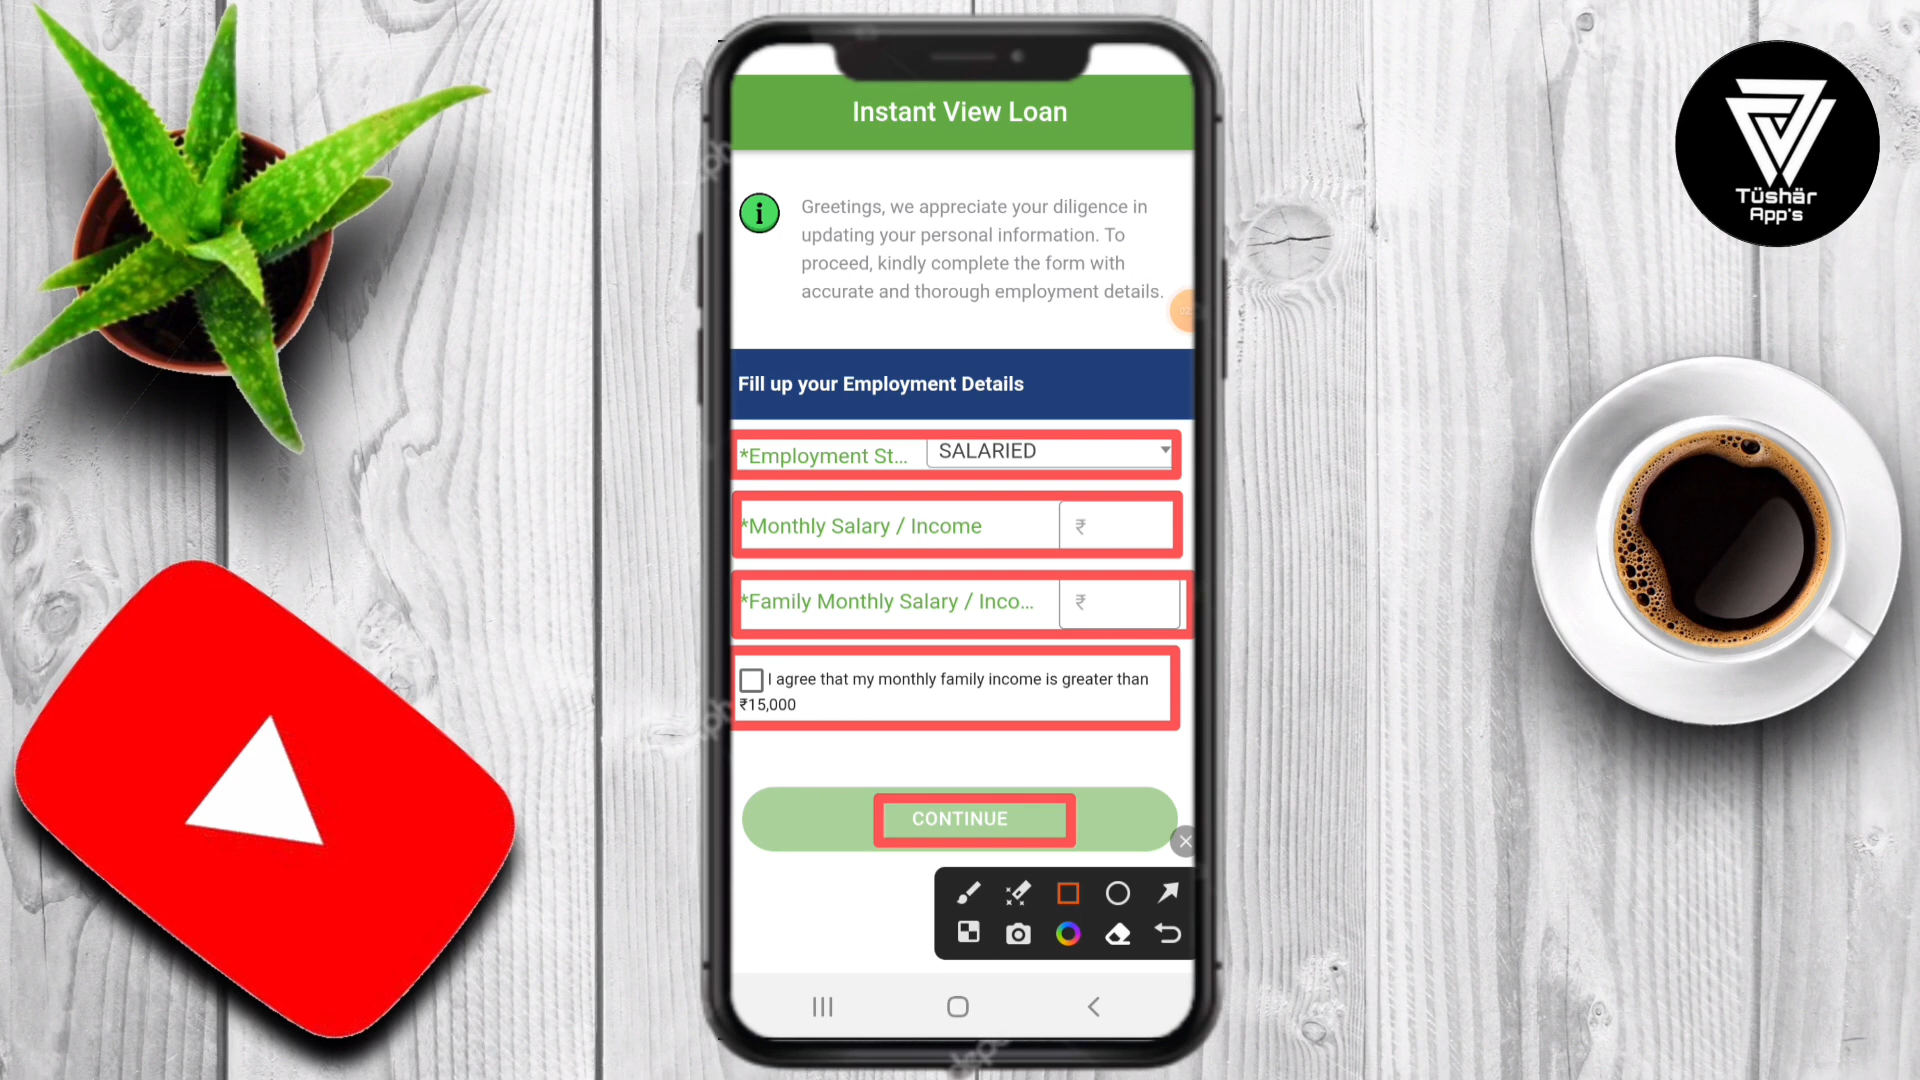 Instant View Loan
Greetings, we appreciate your diligence in
updating your personal information. To
proceed, kindly complete the form with
accurate and thorough employment details.
Fill up your Employment Details
*Employment St... SALARIED
*Monthly Salary / Income ₹
*Family Monthly Salary / Inco... ₹
I agree that my monthly family income is greater than
₹15,000
CONTINUE
Tüshär
App's